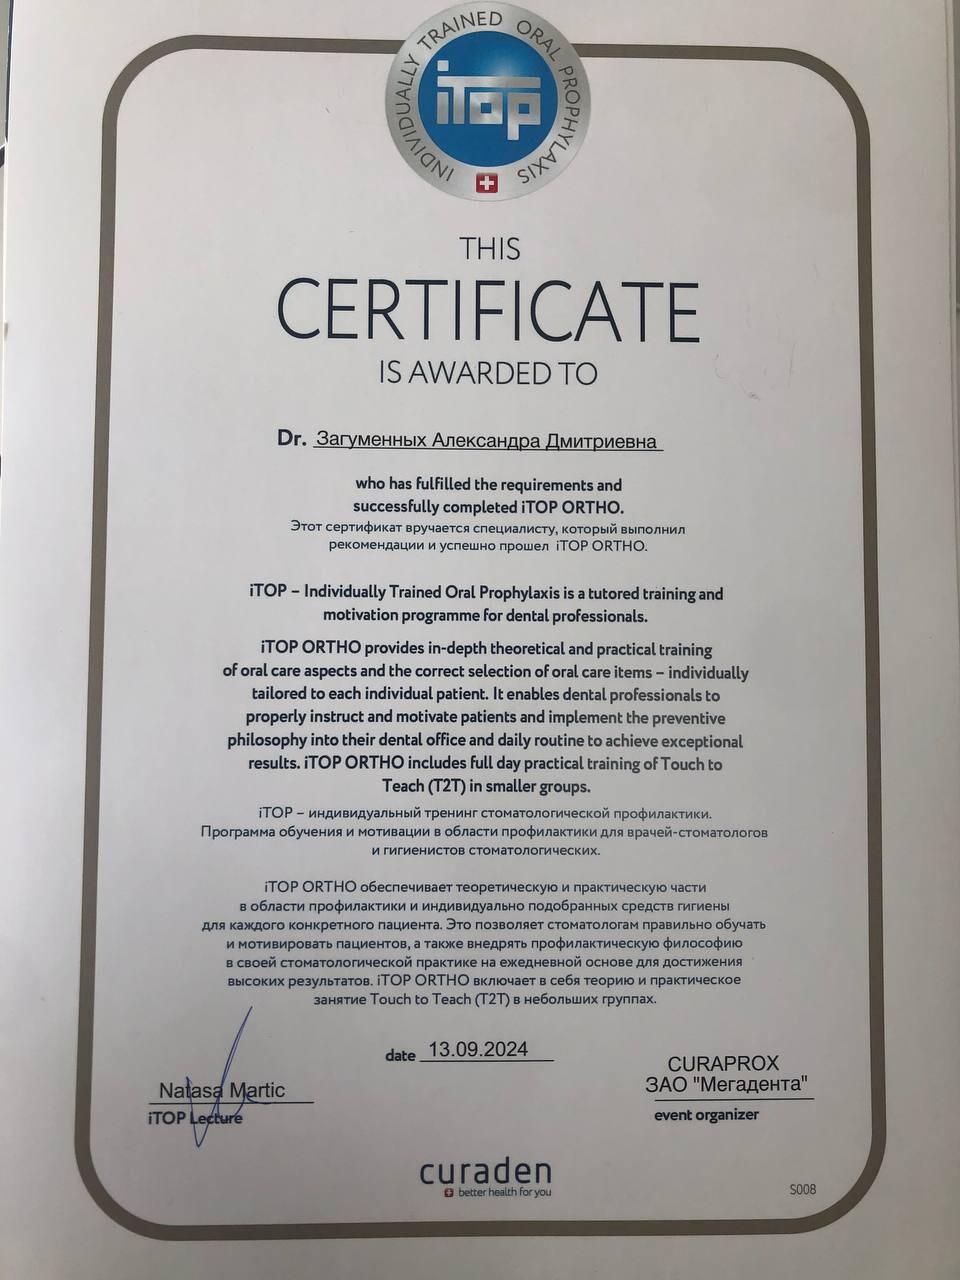 INDIVIDUALLY TRAINED ORAL PROPHYLAXIS
iTop
THIS
CERTIFICATE
IS AWARDED TO
Dr. Загуменных Александра Дмитриевна
who has fulfilled the requirements and
successfully completed iTOP ORTHO.
Этот сертификат вручается специалисту, который выполнил
рекомендации и успешно прошел iTOP ORTHO.
iTOP – Individually Trained Oral Prophylaxis is a tutored training and
motivation programme for dental professionals.
iTOP ORTHO provides in-depth theoretical and practical training
of oral care aspects and the correct selection of oral care items – individually
tailored to each individual patient. It enables dental professionals to
properly instruct and motivate patients and implement the preventive
philosophy into their dental office and daily routine to achieve exceptional
results. iTOP ORTHO includes full day practical training of Touch to
Teach (T2T) in smaller groups.
iTOP – индивидуальный тренинг стоматологической профилактики.
Программа обучения и мотивации в области профилактики для врачей-стоматологов
и гигиенистов стоматологических.
iTOP ORTHO обеспечивает теоретическую и практическую части
в области профилактики и индивидуально подобранных средств гигиены
для каждого конкретного пациента. Это позволяет стоматологам правильно обучать
и мотивировать пациентов, а также внедрять профилактическую философию
в своей стоматологической практике на ежедневной основе для достижения
высоких результатов. iTOP ORTHO включает в себя теорию и практическое
занятие Touch to Teach (T2T) в небольших группах.
date 13.09.2024
Natasa Martic
iTOP Lecture
CURAPROX
ЗАО "Мегадента"
event organizer
curaden
better health for you
S008